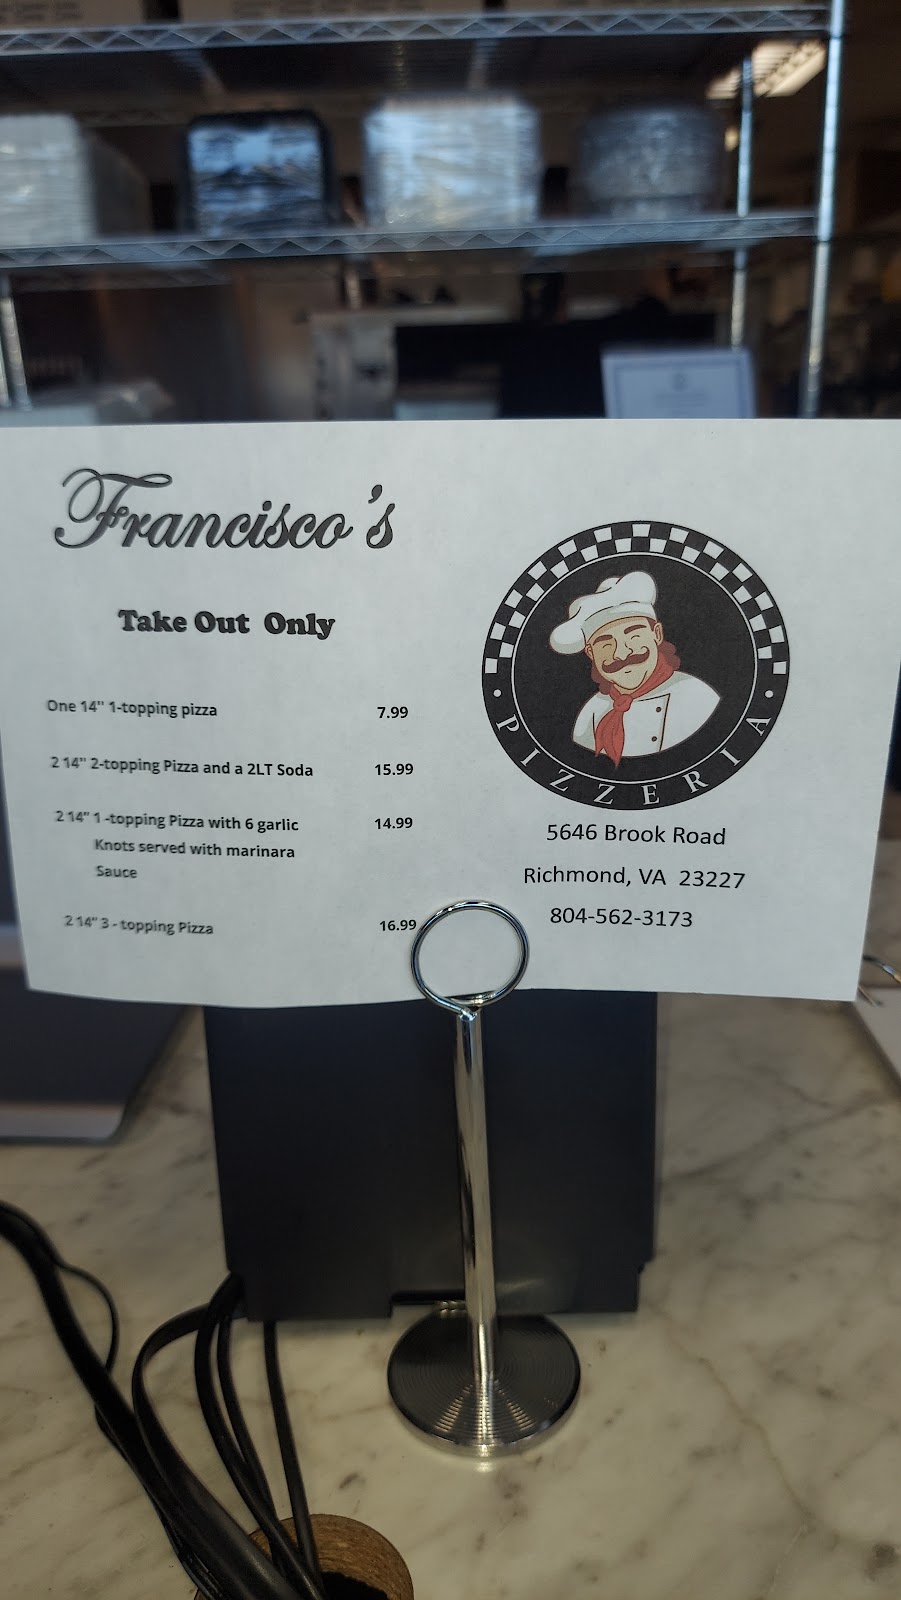 Francisco's
Take Out Only
One 14" 1-topping pizza 7.99
2 14" 2-topping Pizza and a 2LT Soda 15.99
2 14" 1 -topping Pizza with 6 garlic 14.99
Knots served with marinara
Sauce
2 14" 3 - topping Pizza 16.99
PIZZERIA
5646 Brook Road
Richmond, VA 23227
804-562-3173